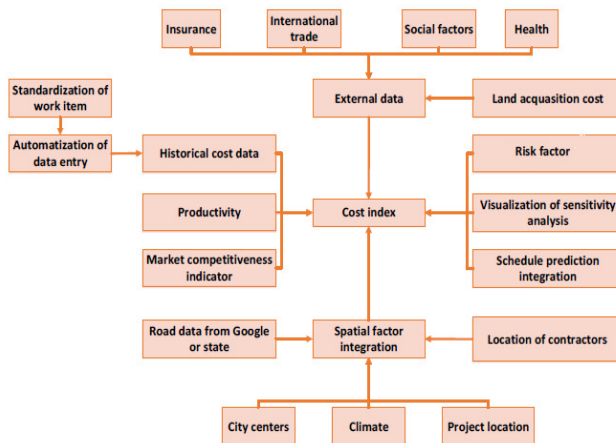 Insurance
International
trade
Social factors
Health
Standardization of
work item
External data
Land acquasition cost
Automatization of
data entry
Historical cost data
Risk factor
Productivity
Cost index
Visualization of sensitivity
analysis
Market competitiveness
indicator
Schedule prediction
integration
Road data from Google
or state
Spatial factor
integration
Location of contractors
City centers
Climate
Project location